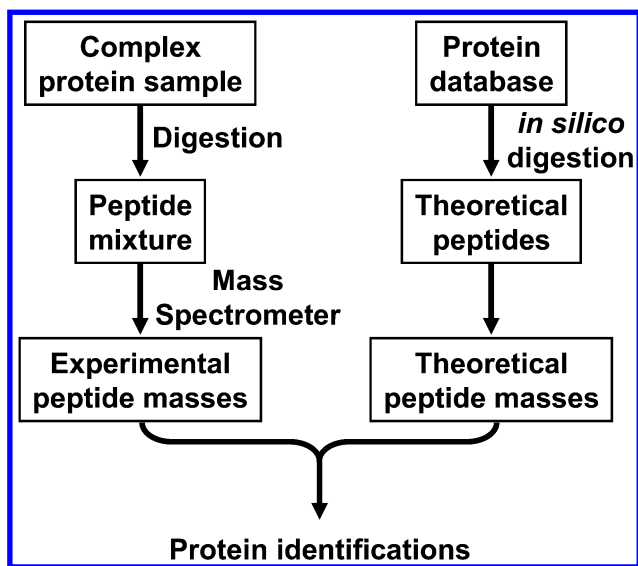 Complex
protein sample
Digestion
Peptide
mixture
Mass
Spectrometer
Experimental
peptide masses
Protein
database
in silico
digestion
Theoretical
peptides
Theoretical
peptide masses
Protein identifications